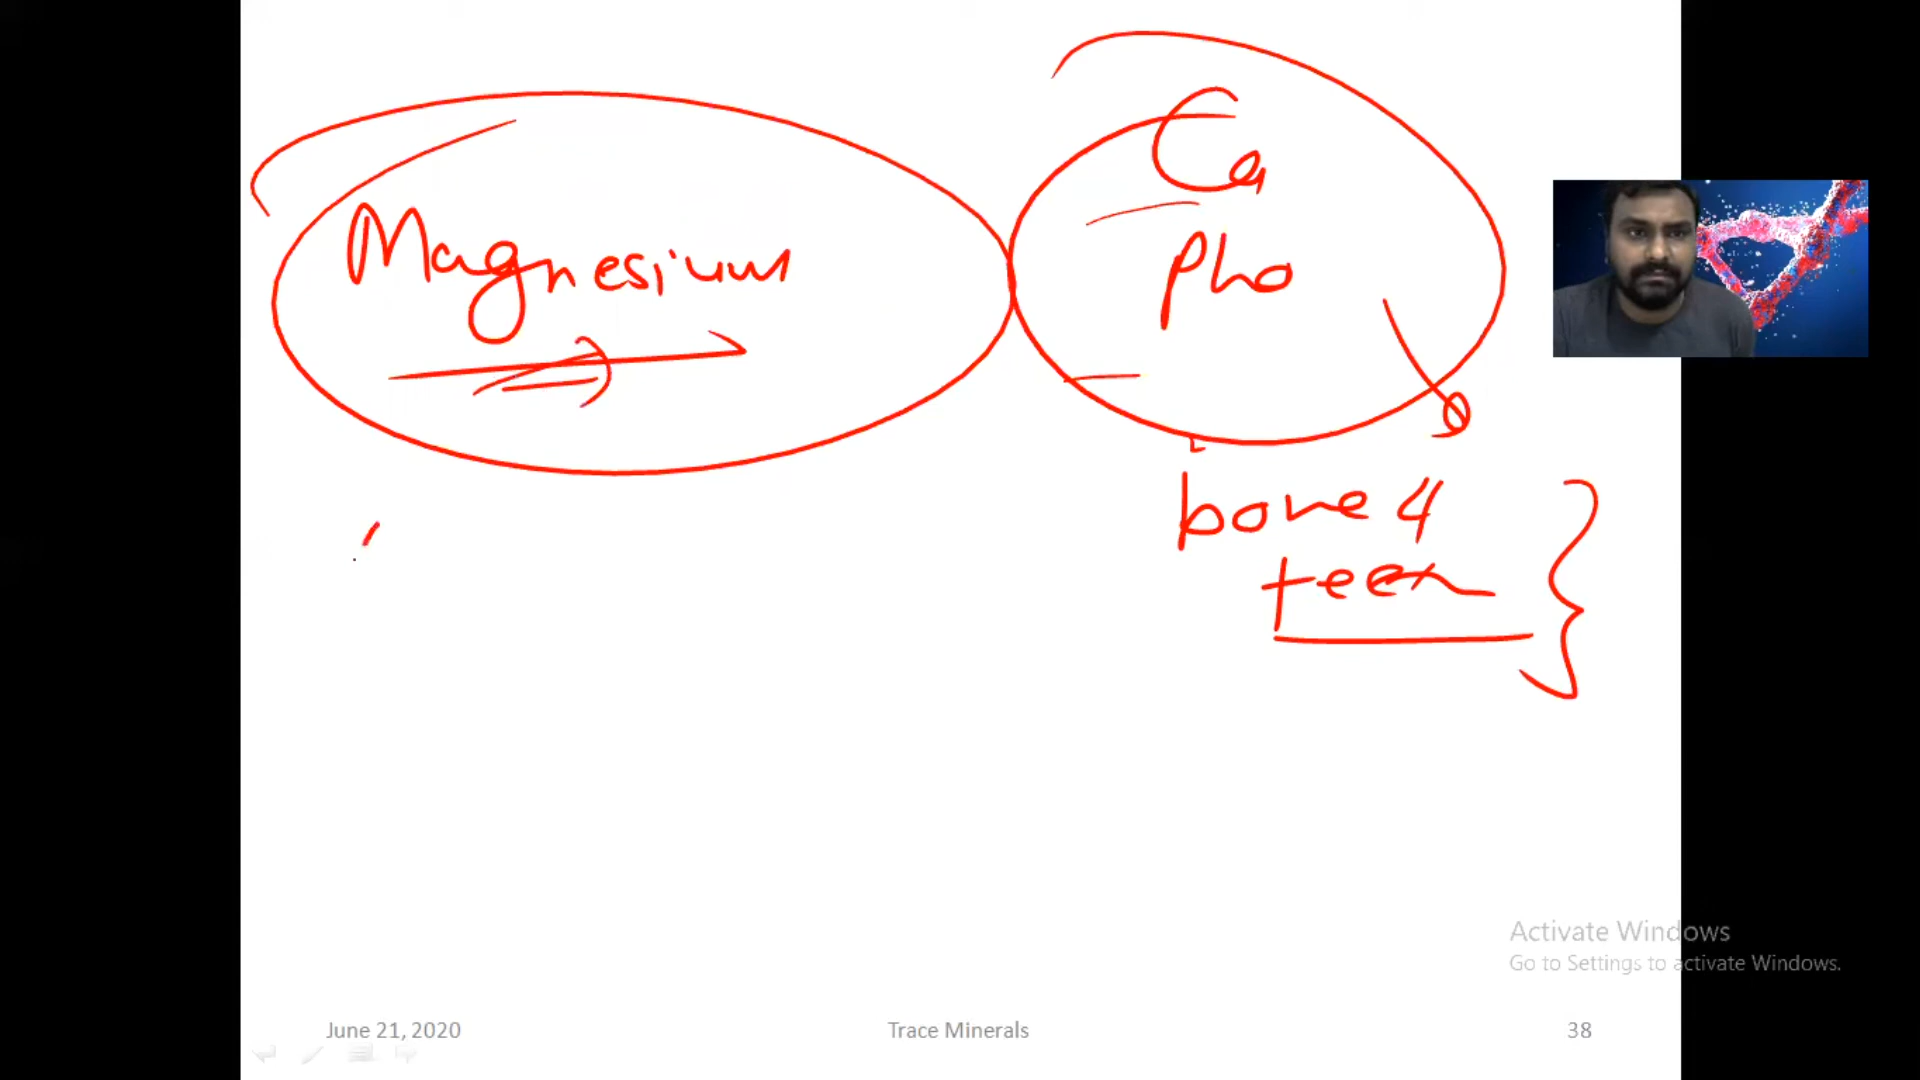 Ca
Magnesium
Pho
bone &
teeth
Activate Windows
Go to Settings to activate Windows.
June 21, 2020
Trace Minerals
38